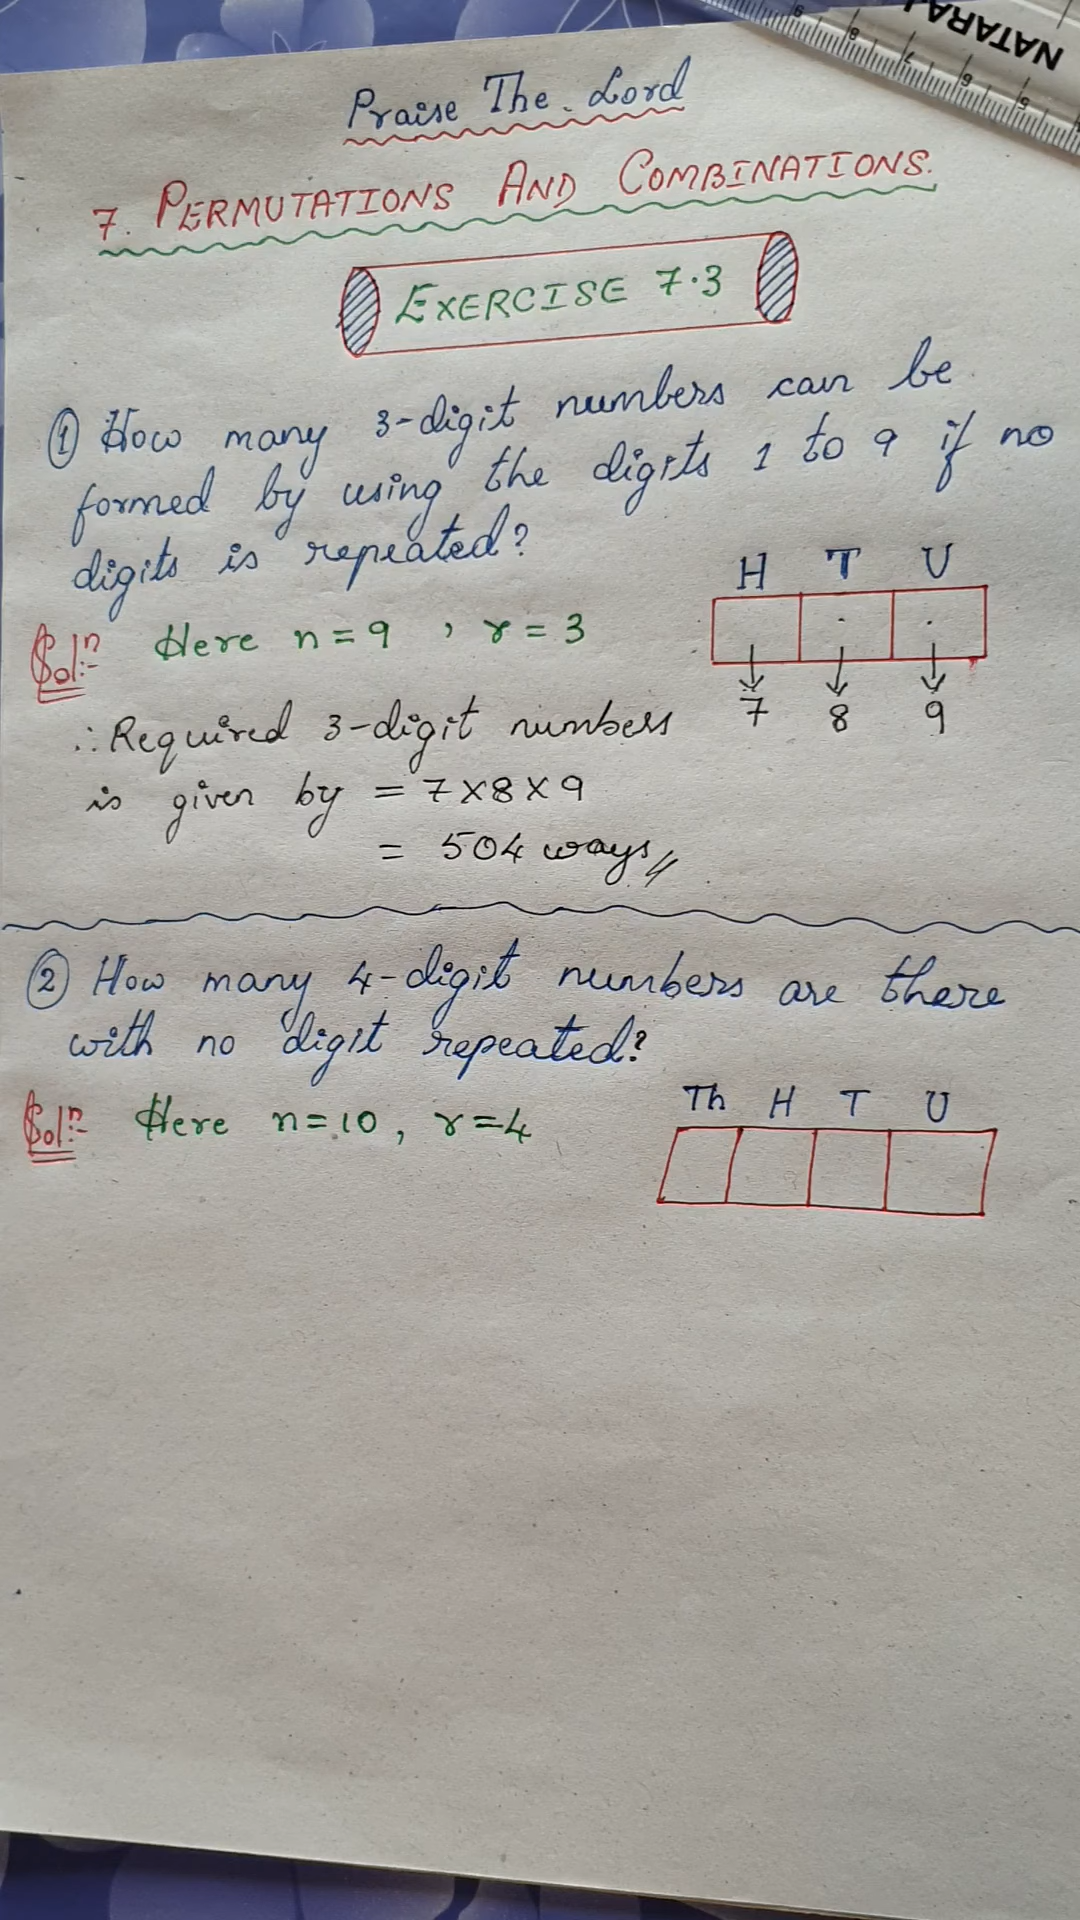 NATARAJ
Praise The Lord
7. PERMUTATIONS AND COMBINATIONS.
EXERCISE 7.3
① How many 3-digit numbers can be
formed by using the digits 1 to 9 if no
digits is repeated?
H T U
Solⁿ:- Here n = 9 , r = 3
7 8 9
∴ Required 3-digit numbers
is given by = 7 x 8 x 9
= 504 ways
② How many 4-digit numbers are there
with no digit repeated?
Th H T U
Solⁿ:- Here n=10, r=4